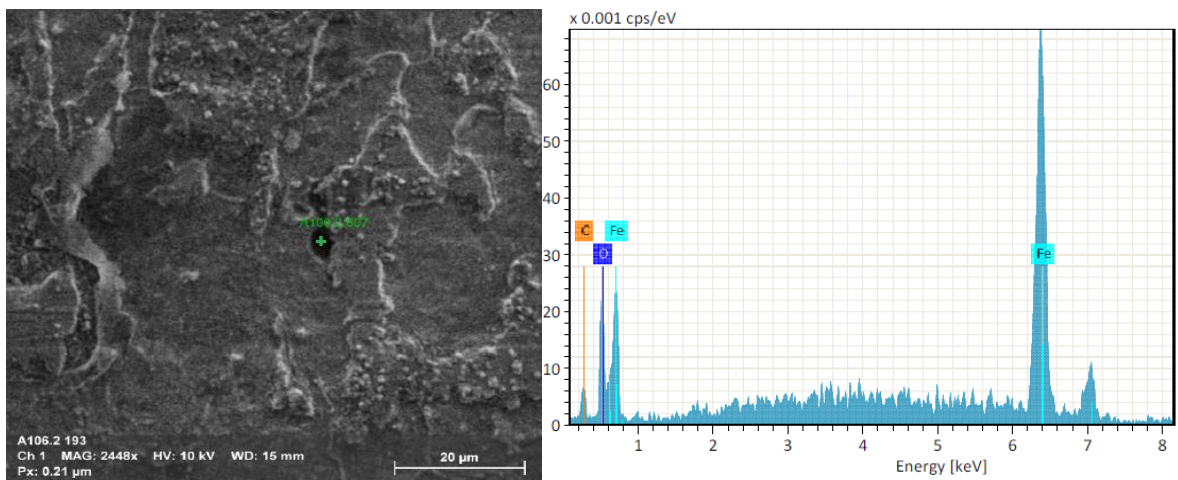 A106.2 193
Ch 1 MAG: 2448x HV: 10 kV WD: 15 mm
Px: 0.21 µm
20 µm
x 0.001 cps/eV
60
50
40
30
20
10
0
C
O
Fe
Fe
1 2 3 4 5 6 7 8
Energy [keV]